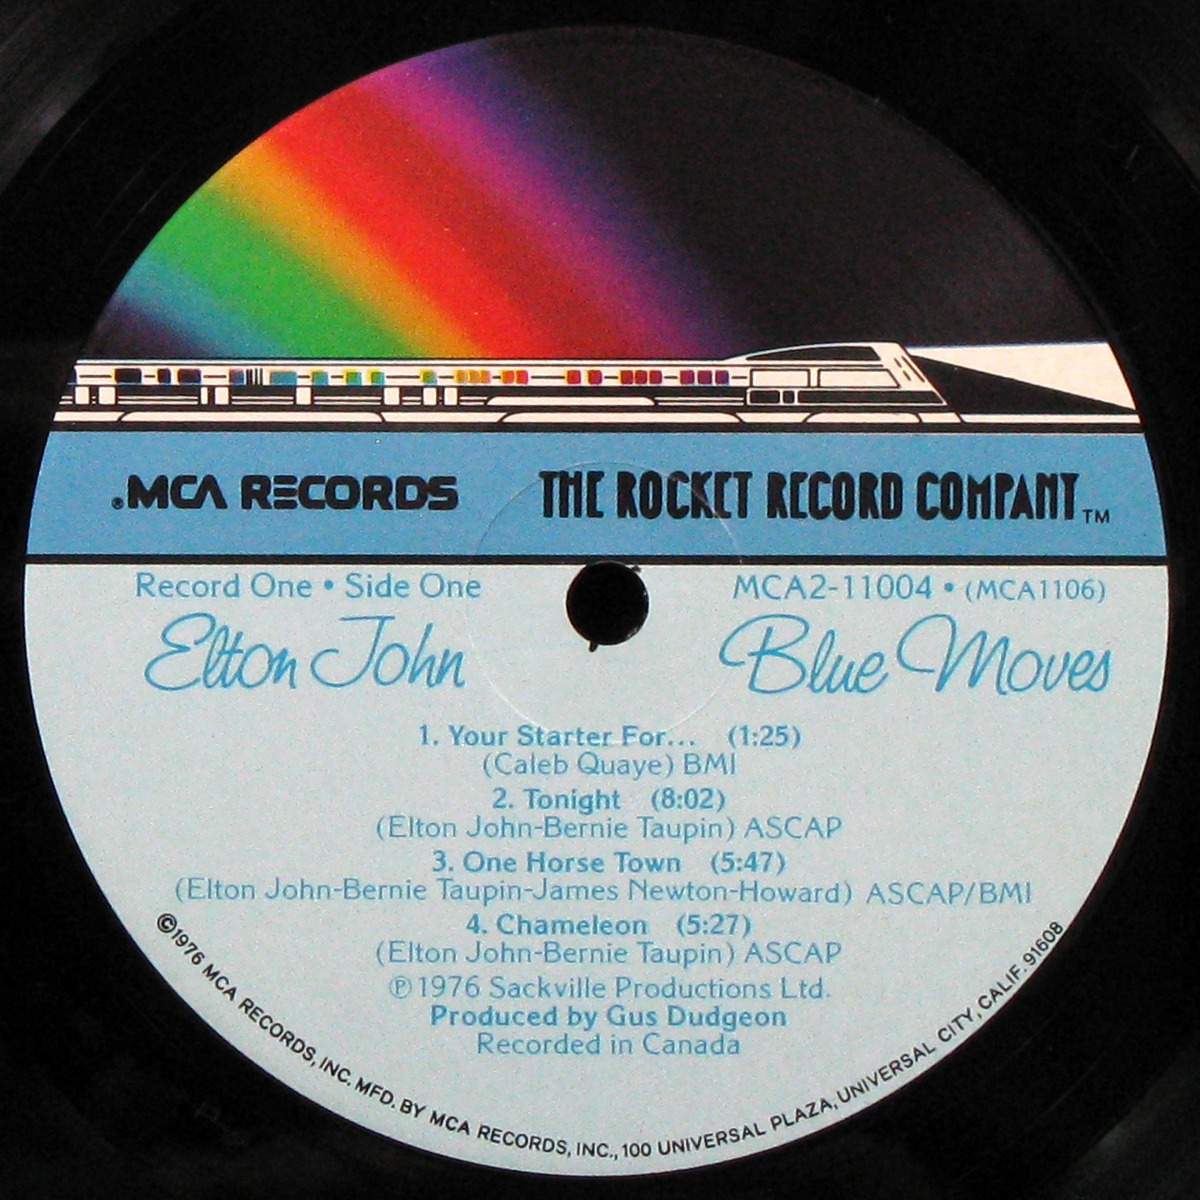 ®MCA RECORDS THE ROCKET RECORD COMPANY™
Record One • Side One MCA2-11004 • (MCA1106)
Elton John Blue Moves
1. Your Starter For... (1:25)
(Caleb Quaye) BMI
2. Tonight (8:02)
(Elton John-Bernie Taupin) ASCAP
3. One Horse Town (5:47)
(Elton John-Bernie Taupin-James Newton-Howard) ASCAP/BMI
4. Chameleon (5:27)
(Elton John-Bernie Taupin) ASCAP
℗1976 Sackville Productions Ltd.
Produced by Gus Dudgeon
Recorded in Canada
©1976 MCA RECORDS, INC. MFD. BY MCA RECORDS, INC., 100 UNIVERSAL PLAZA, UNIVERSAL CITY, CALIF. 91608